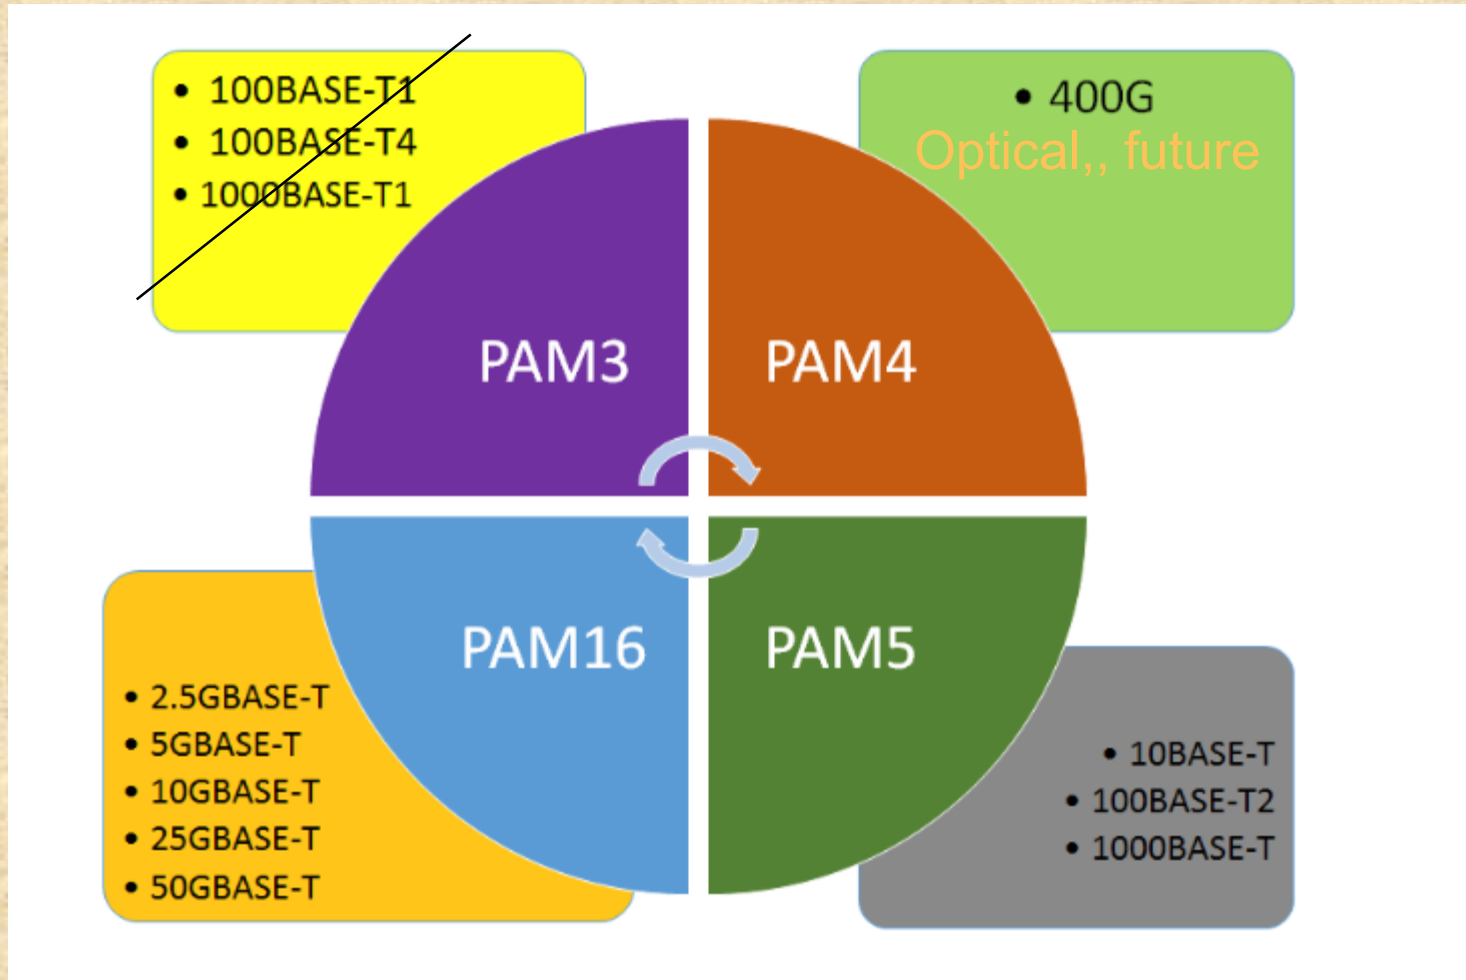 • 100BASE-T1
• 100BASE-T4
• 1000BASE-T1
• 400G
Optical,, future
PAM3
PAM4
PAM16
PAM5
• 2.5GBASE-T
• 5GBASE-T
• 10GBASE-T
• 25GBASE-T
• 50GBASE-T
• 10BASE-T
• 100BASE-T2
• 1000BASE-T